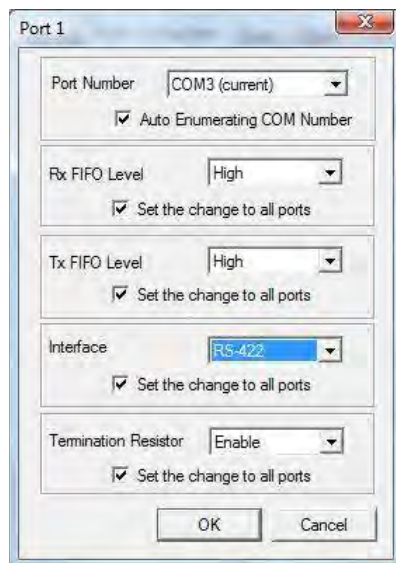 Port 1
Port Number COM3 (current)
Auto Enumerating COM Number
Rx FIFO Level High
Set the change to all ports
Tx FIFO Level High
Set the change to all ports
Interface RS-422
Set the change to all ports
Termination Resistor Enable
Set the change to all ports
OK Cancel